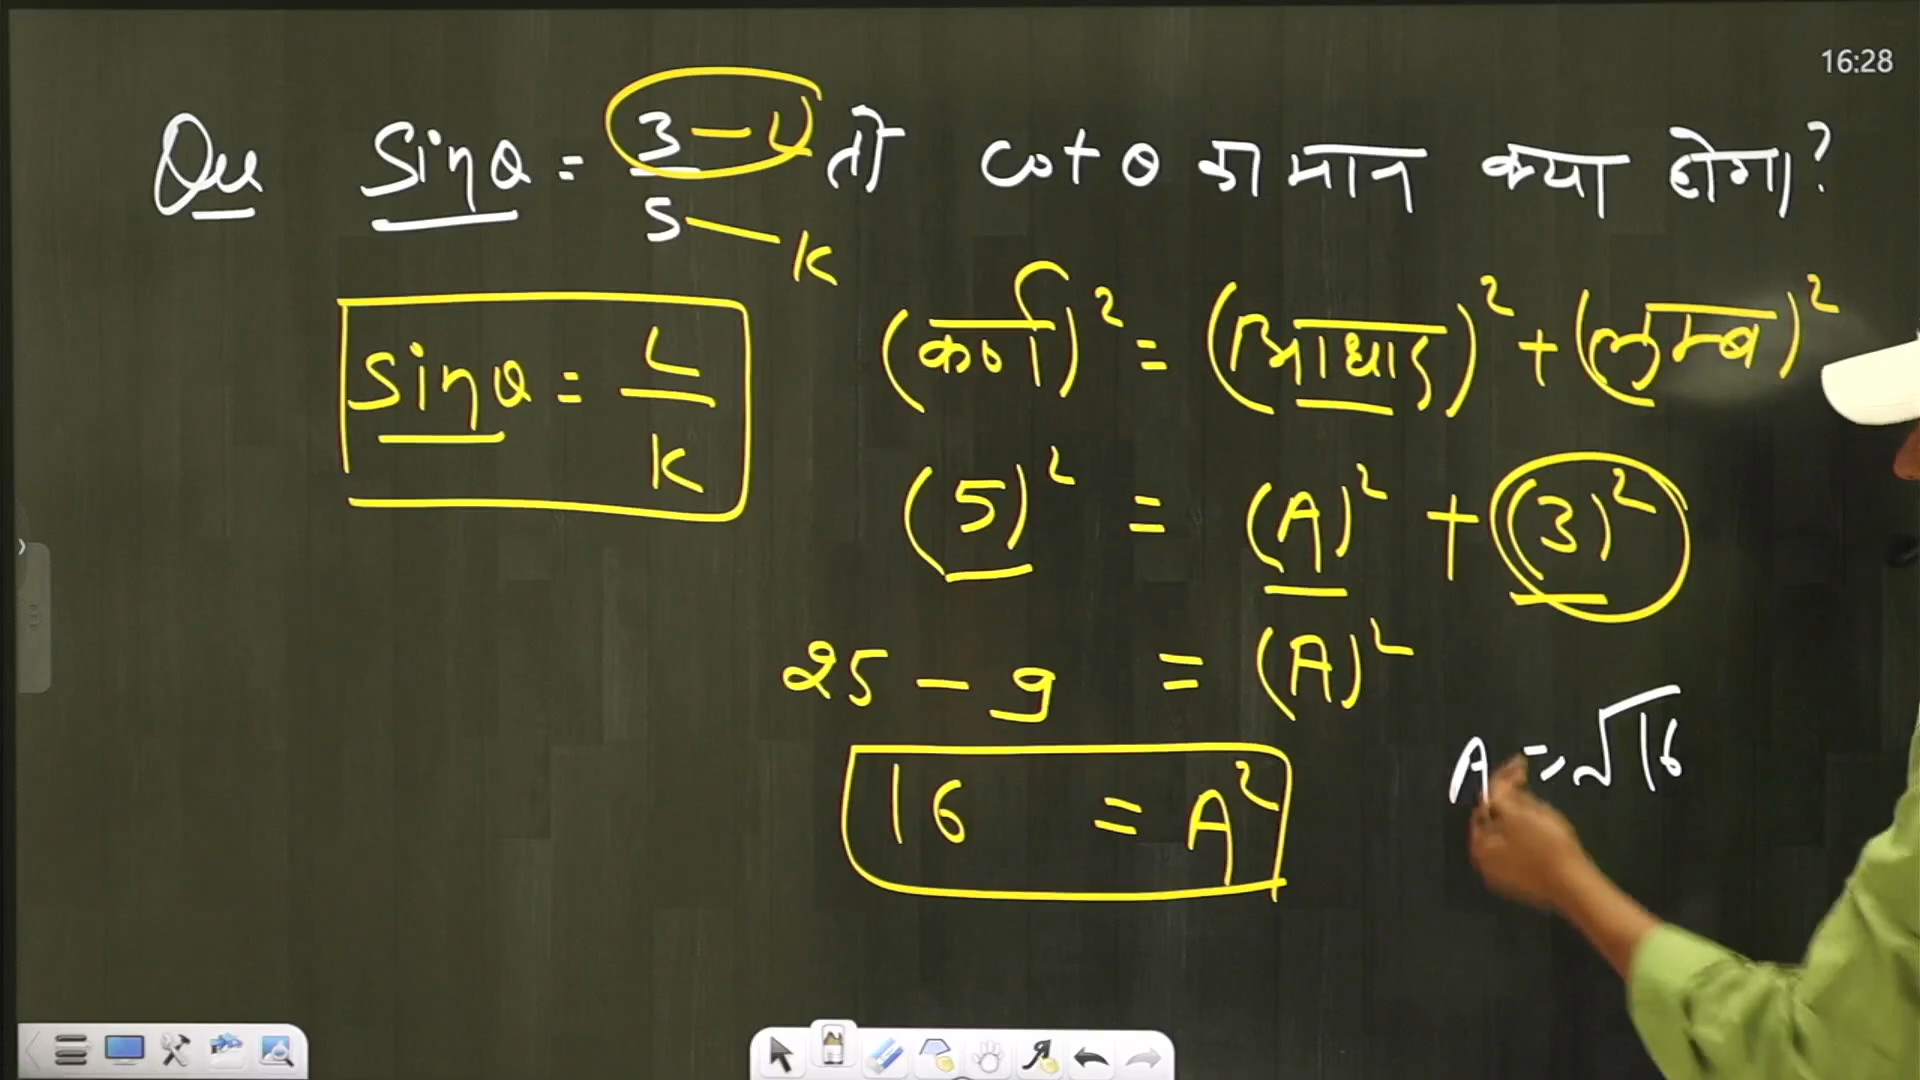 16:28
Qu Sinθ = 3/5 तो cotθ का मान क्या होगा?
L
K
Sinθ = L/K
(कर्ण)² = (आधार)² + (लम्ब)²
(5)² = (A)² + (3)²
25 - 9 = (A)²
16 = A²
A = √16